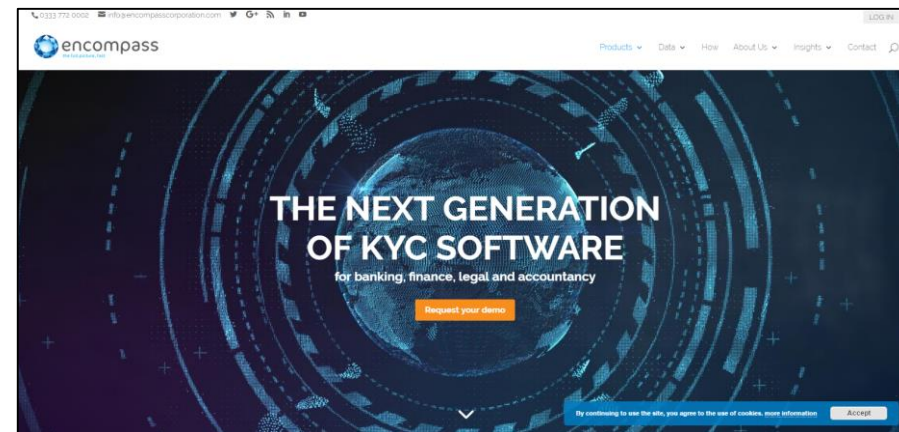 0333 772 0002 info@encompasscorporation.com G+ in
LOG IN
encompass
Products Data How About Us Insights Contact
THE NEXT GENERATION
OF KYC SOFTWARE
for banking, finance, legal and accountancy
Request your demo
By continuing to use the site, you agree to the use of cookies. more information Accept